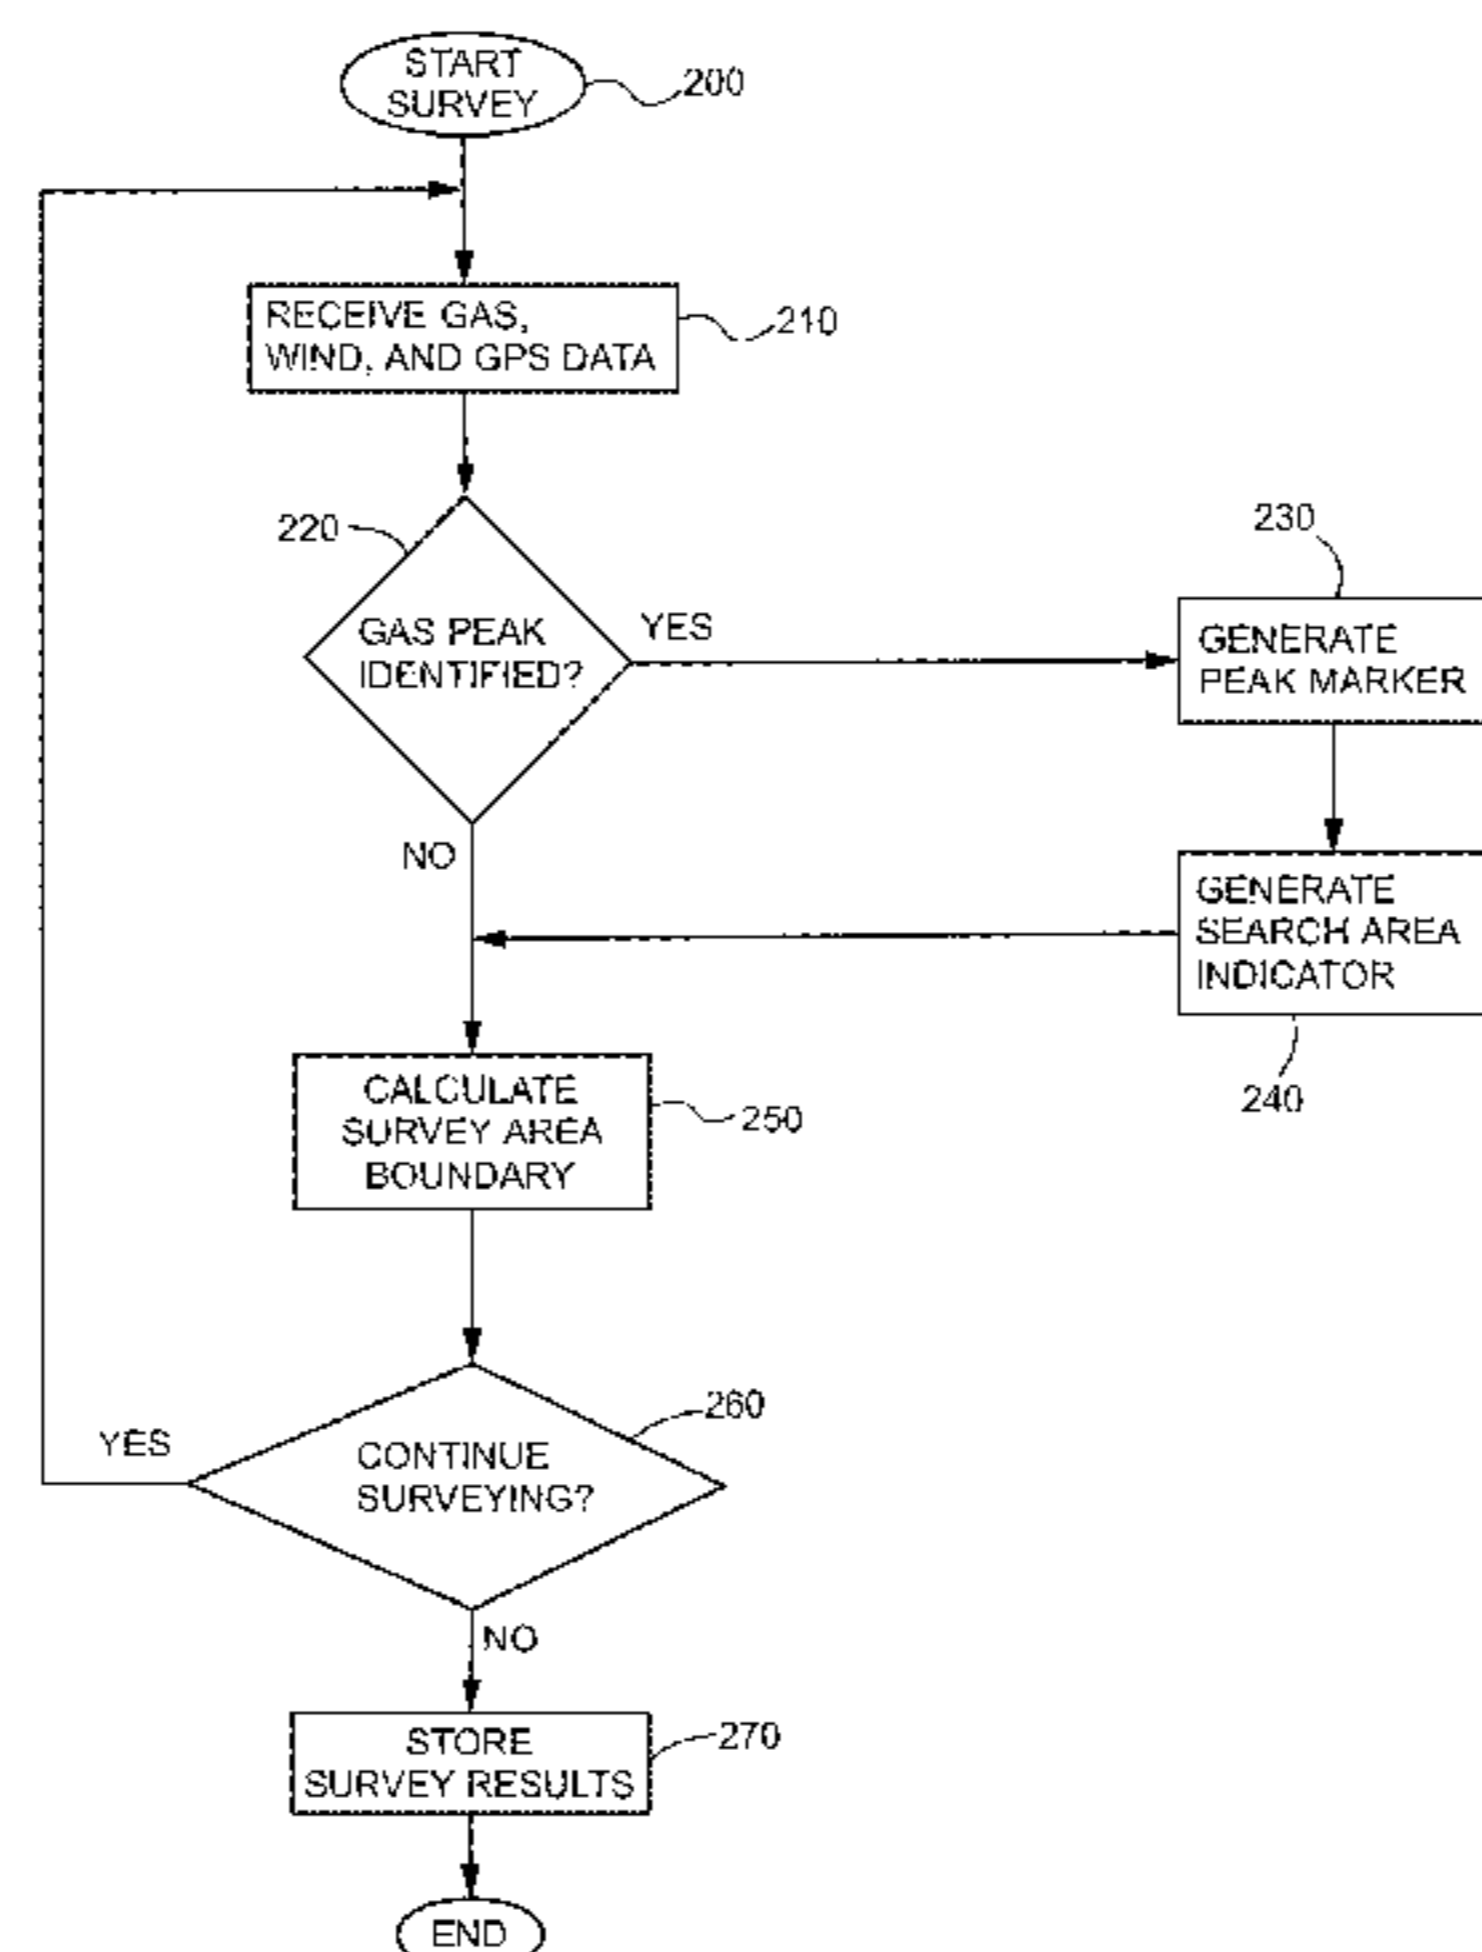 START
SURVEY
200
RECEIVE GAS,
WIND, AND GPS DATA
210
220
GAS PEAK
IDENTIFIED?
YES
230
GENERATE
PEAK MARKER
NO
GENERATE
SEARCH AREA
INDICATOR
240
CALCULATE
SURVEY AREA
BOUNDARY
250
260
YES
CONTINUE
SURVEYING?
NO
STORE
SURVEY RESULTS
270
END